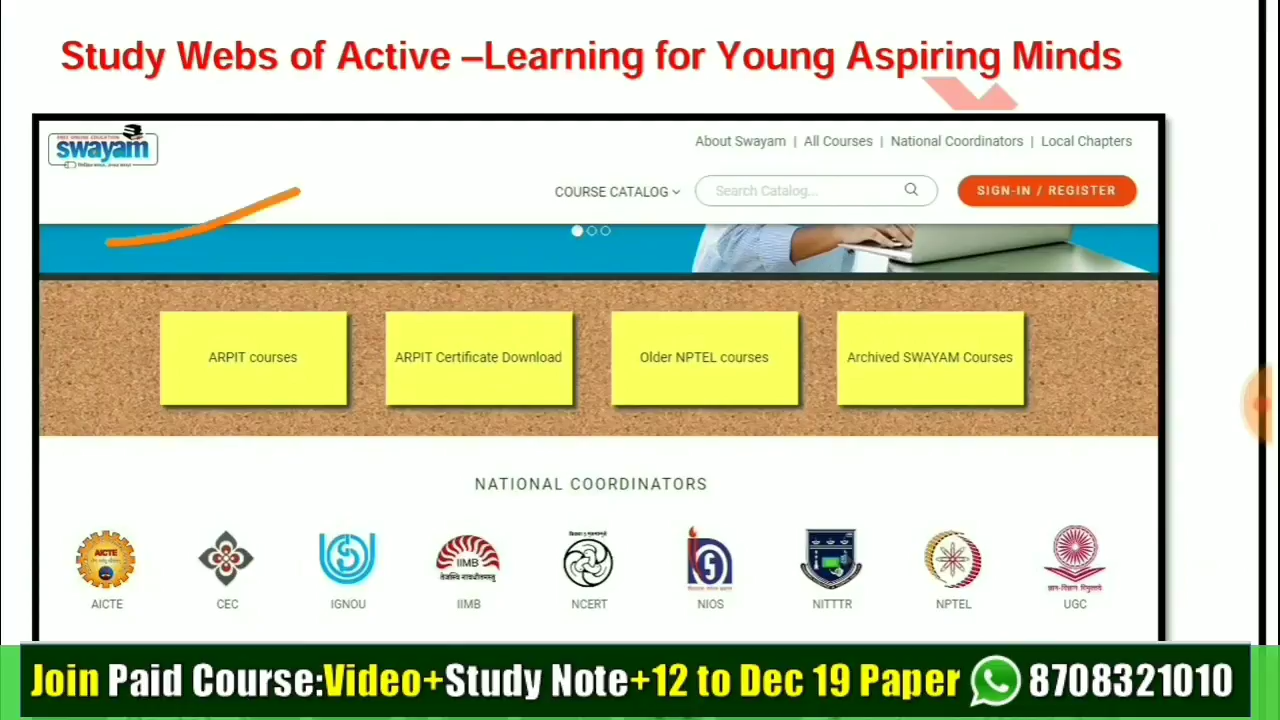 Study Webs of Active –Learning for Young Aspiring Minds
swayam
About Swayam | All Courses | National Coordinators | Local Chapters
COURSE CATALOG
Search Catalog...
SIGN-IN / REGISTER
ARPIT courses
ARPIT Certificate Download
Older NPTEL courses
Archived SWAYAM Courses
NATIONAL COORDINATORS
AICTE
IIMB
AICTE
CEC
IGNOU
IIMB
NCERT
NIOS
NITTTR
NPTEL
UGC
Join Paid Course:Video+Study Note+12 to Dec 19 Paper 8708321010